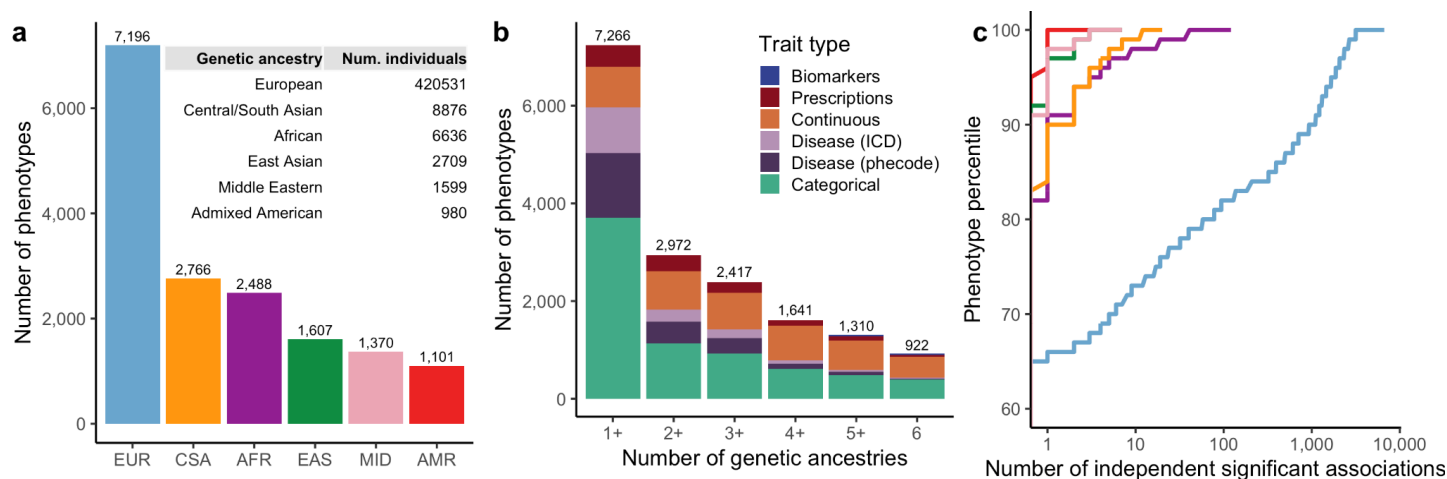 a
7,196
Genetic ancestry Num. individuals
European 420531
Central/South Asian 8876
African 6636
East Asian 2709
Middle Eastern 1599
Admixed American 980
2,766
2,488
1,607
1,370
1,101
Number of phenotypes
6,000
4,000
2,000
0
EUR CSA AFR EAS MID AMR
b
7,266
Trait type
Biomarkers
Prescriptions
Continuous
Disease (ICD)
Disease (phecode)
Categorical
2,972
2,417
1,641
1,310
922
Number of phenotypes
6,000
4,000
2,000
0
1+ 2+ 3+ 4+ 5+ 6
Number of genetic ancestries
c
Phenotype percentile
100
90
80
70
60
1 10 100 1,000 10,000
Number of independent significant associations